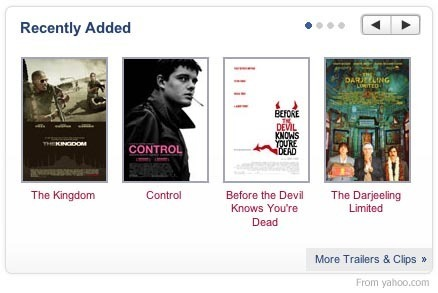 Recently Added
THE KINGDOM
CONTROL
BEFORE
THE
DEVIL
KNOWS
YOU'RE
DEAD
THE
DARJEELING
LIMITED
The Kingdom
Control
Before the Devil
Knows You're
Dead
The Darjeeling
Limited
More Trailers & Clips »
From yahoo.com